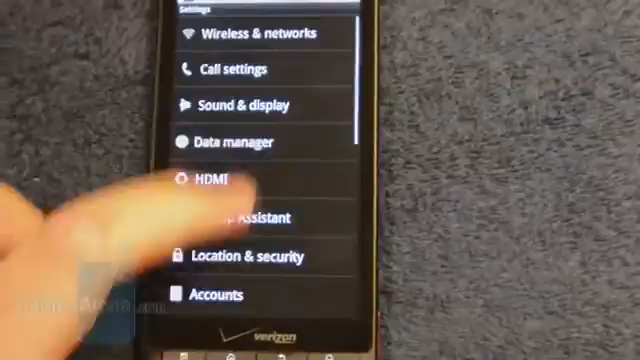 Settings
Wireless & networks
Call settings
Sound & display
Data manager
HDMI
Assistant
Location & security
Accounts
verizon